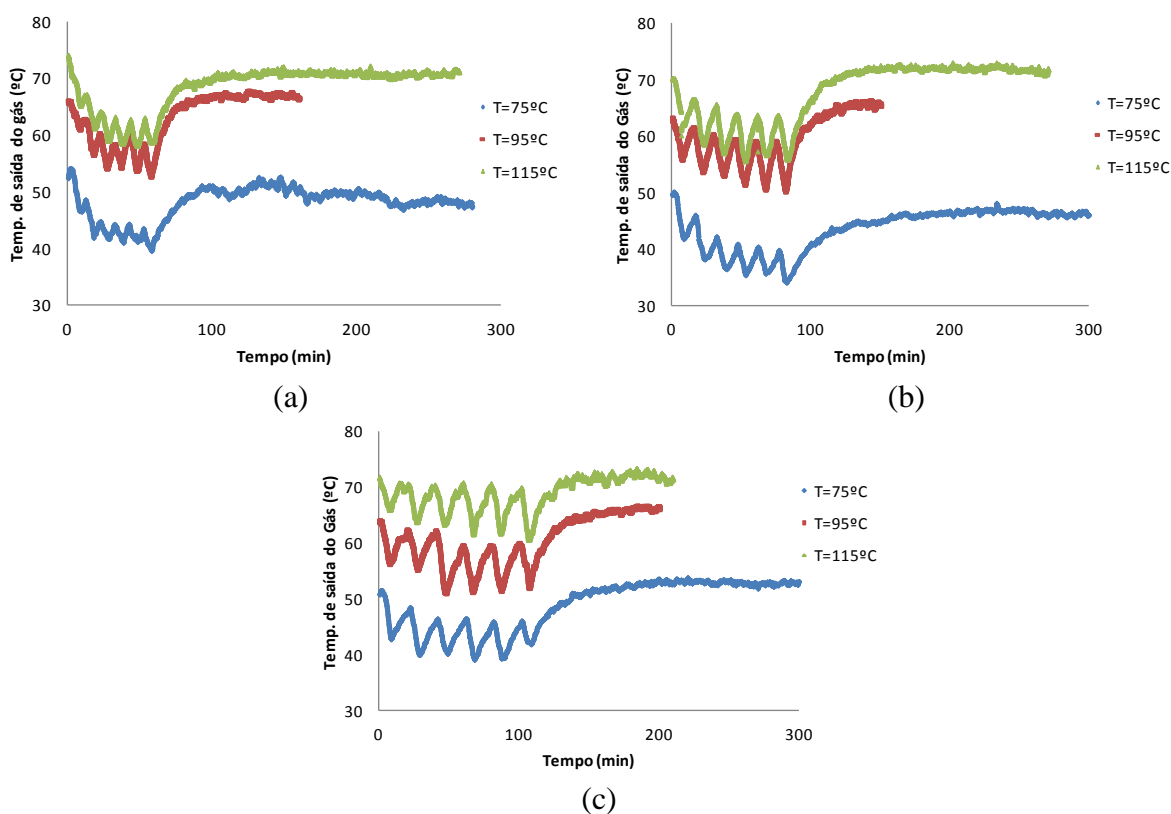 80
70
60
50
40
30
0
100
200
300
Temp. de saída do gás (ºC)
Tempo (min)
T=75ºC
T=95ºC
T=115ºC
(a)
80
70
60
50
40
30
0
100
200
300
Temp. de saída do Gás (ºC)
Tempo (min)
T=75ºC
T=95ºC
T=115ºC
(b)
80
70
60
50
40
30
0
100
200
300
Temp. de saída do Gás (ºC)
Tempo (min)
T=75ºC
T=95ºC
T=115ºC
(c)